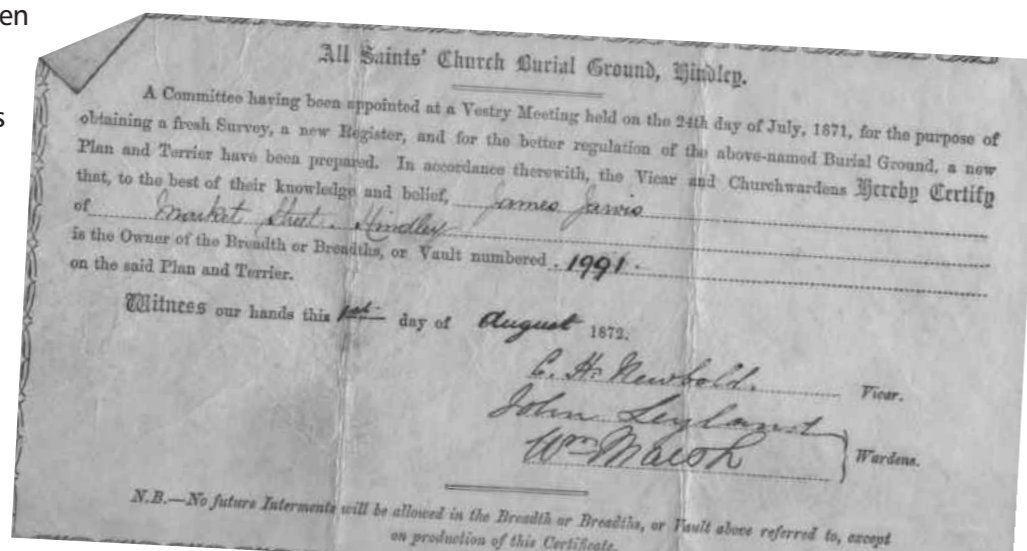 en
s
All Saints' Church Burial Ground, Hindley.
A Committee having been appointed at a Vestry Meeting held on the 24th day of July, 1871, for the purpose of
obtaining a fresh Survey, a new Register, and for the better regulation of the above-named Burial Ground, a new
Plan and Terrier have been prepared. In accordance therewith, the Vicar and Churchwardens Hereby Certify
that, to the best of their knowledge and belief, James Jarvis
of Market Street. Hindley
is the Owner of the Breadth or Breadths, or Vault numbered 1991.
on the said Plan and Terrier.
Witness our hands this 1st day of August 1872.
C. H. Newbold. Vicar.
John Leyland
Wm Marsh Wardens.
N.B.—No future Interments will be allowed in the Breadth or Breadths, or Vault above referred to, except
on production of this Certificate.